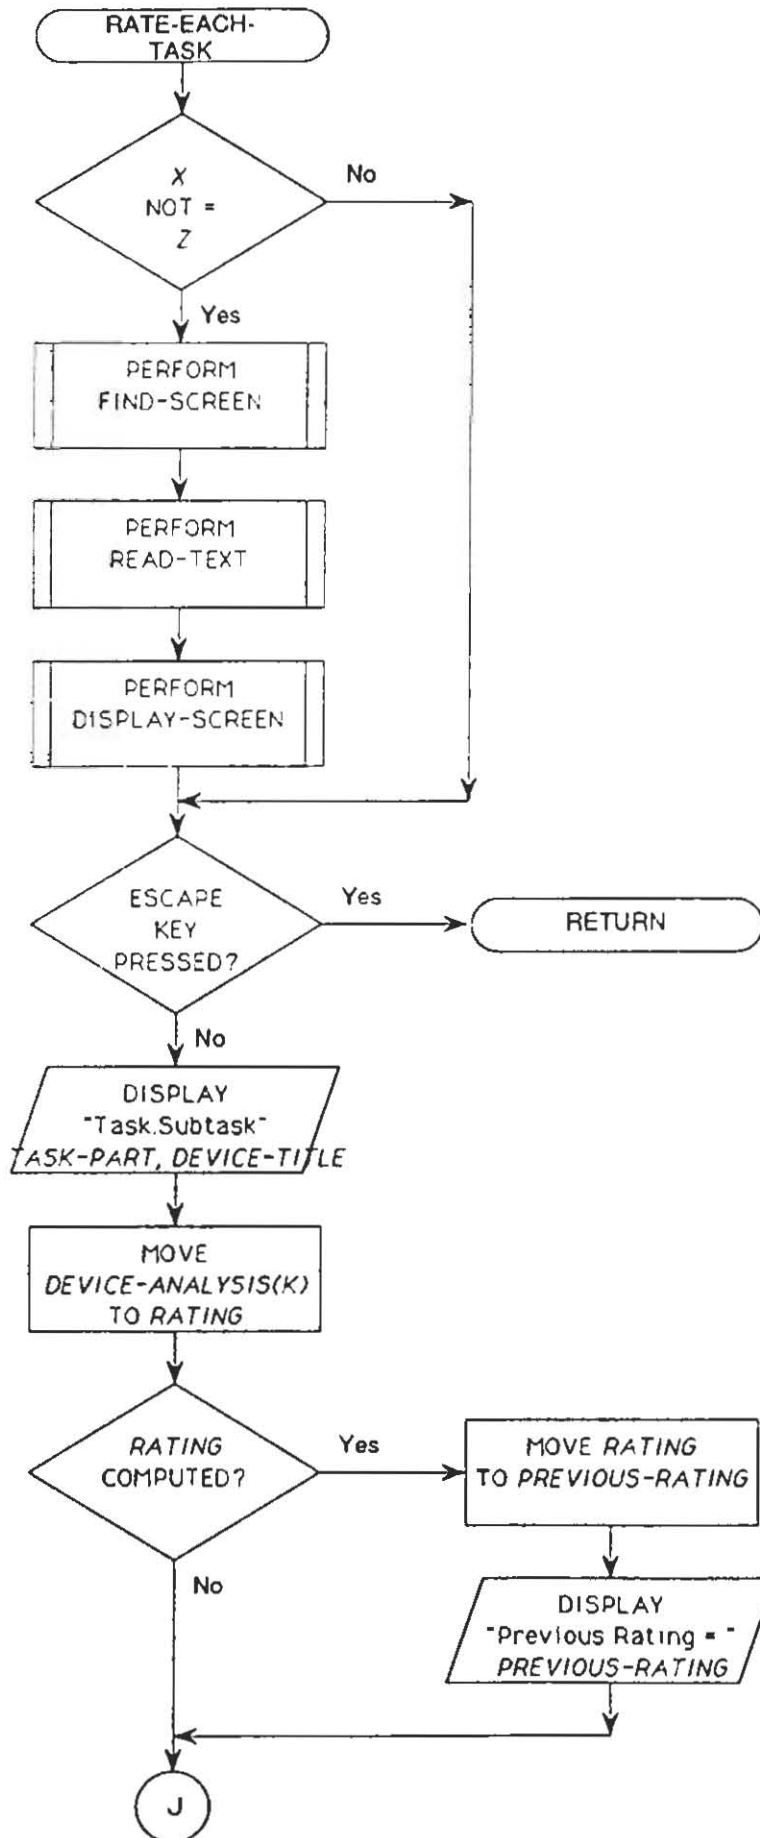 RATE-EACH-
TASK
X
NOT =
Z
No
Yes
PERFORM
FIND-SCREEN
PERFORM
READ-TEXT
PERFORM
DISPLAY-SCREEN
ESCAPE
KEY
PRESSED?
Yes
RETURN
No
DISPLAY
"Task.Subtask"
TASK-PART, DEVICE-TITLE
MOVE
DEVICE-ANALYSIS(K)
TO RATING
RATING
COMPUTED?
Yes
MOVE RATING
TO PREVIOUS-RATING
No
DISPLAY
"Previous Rating = "
PREVIOUS-RATING
J